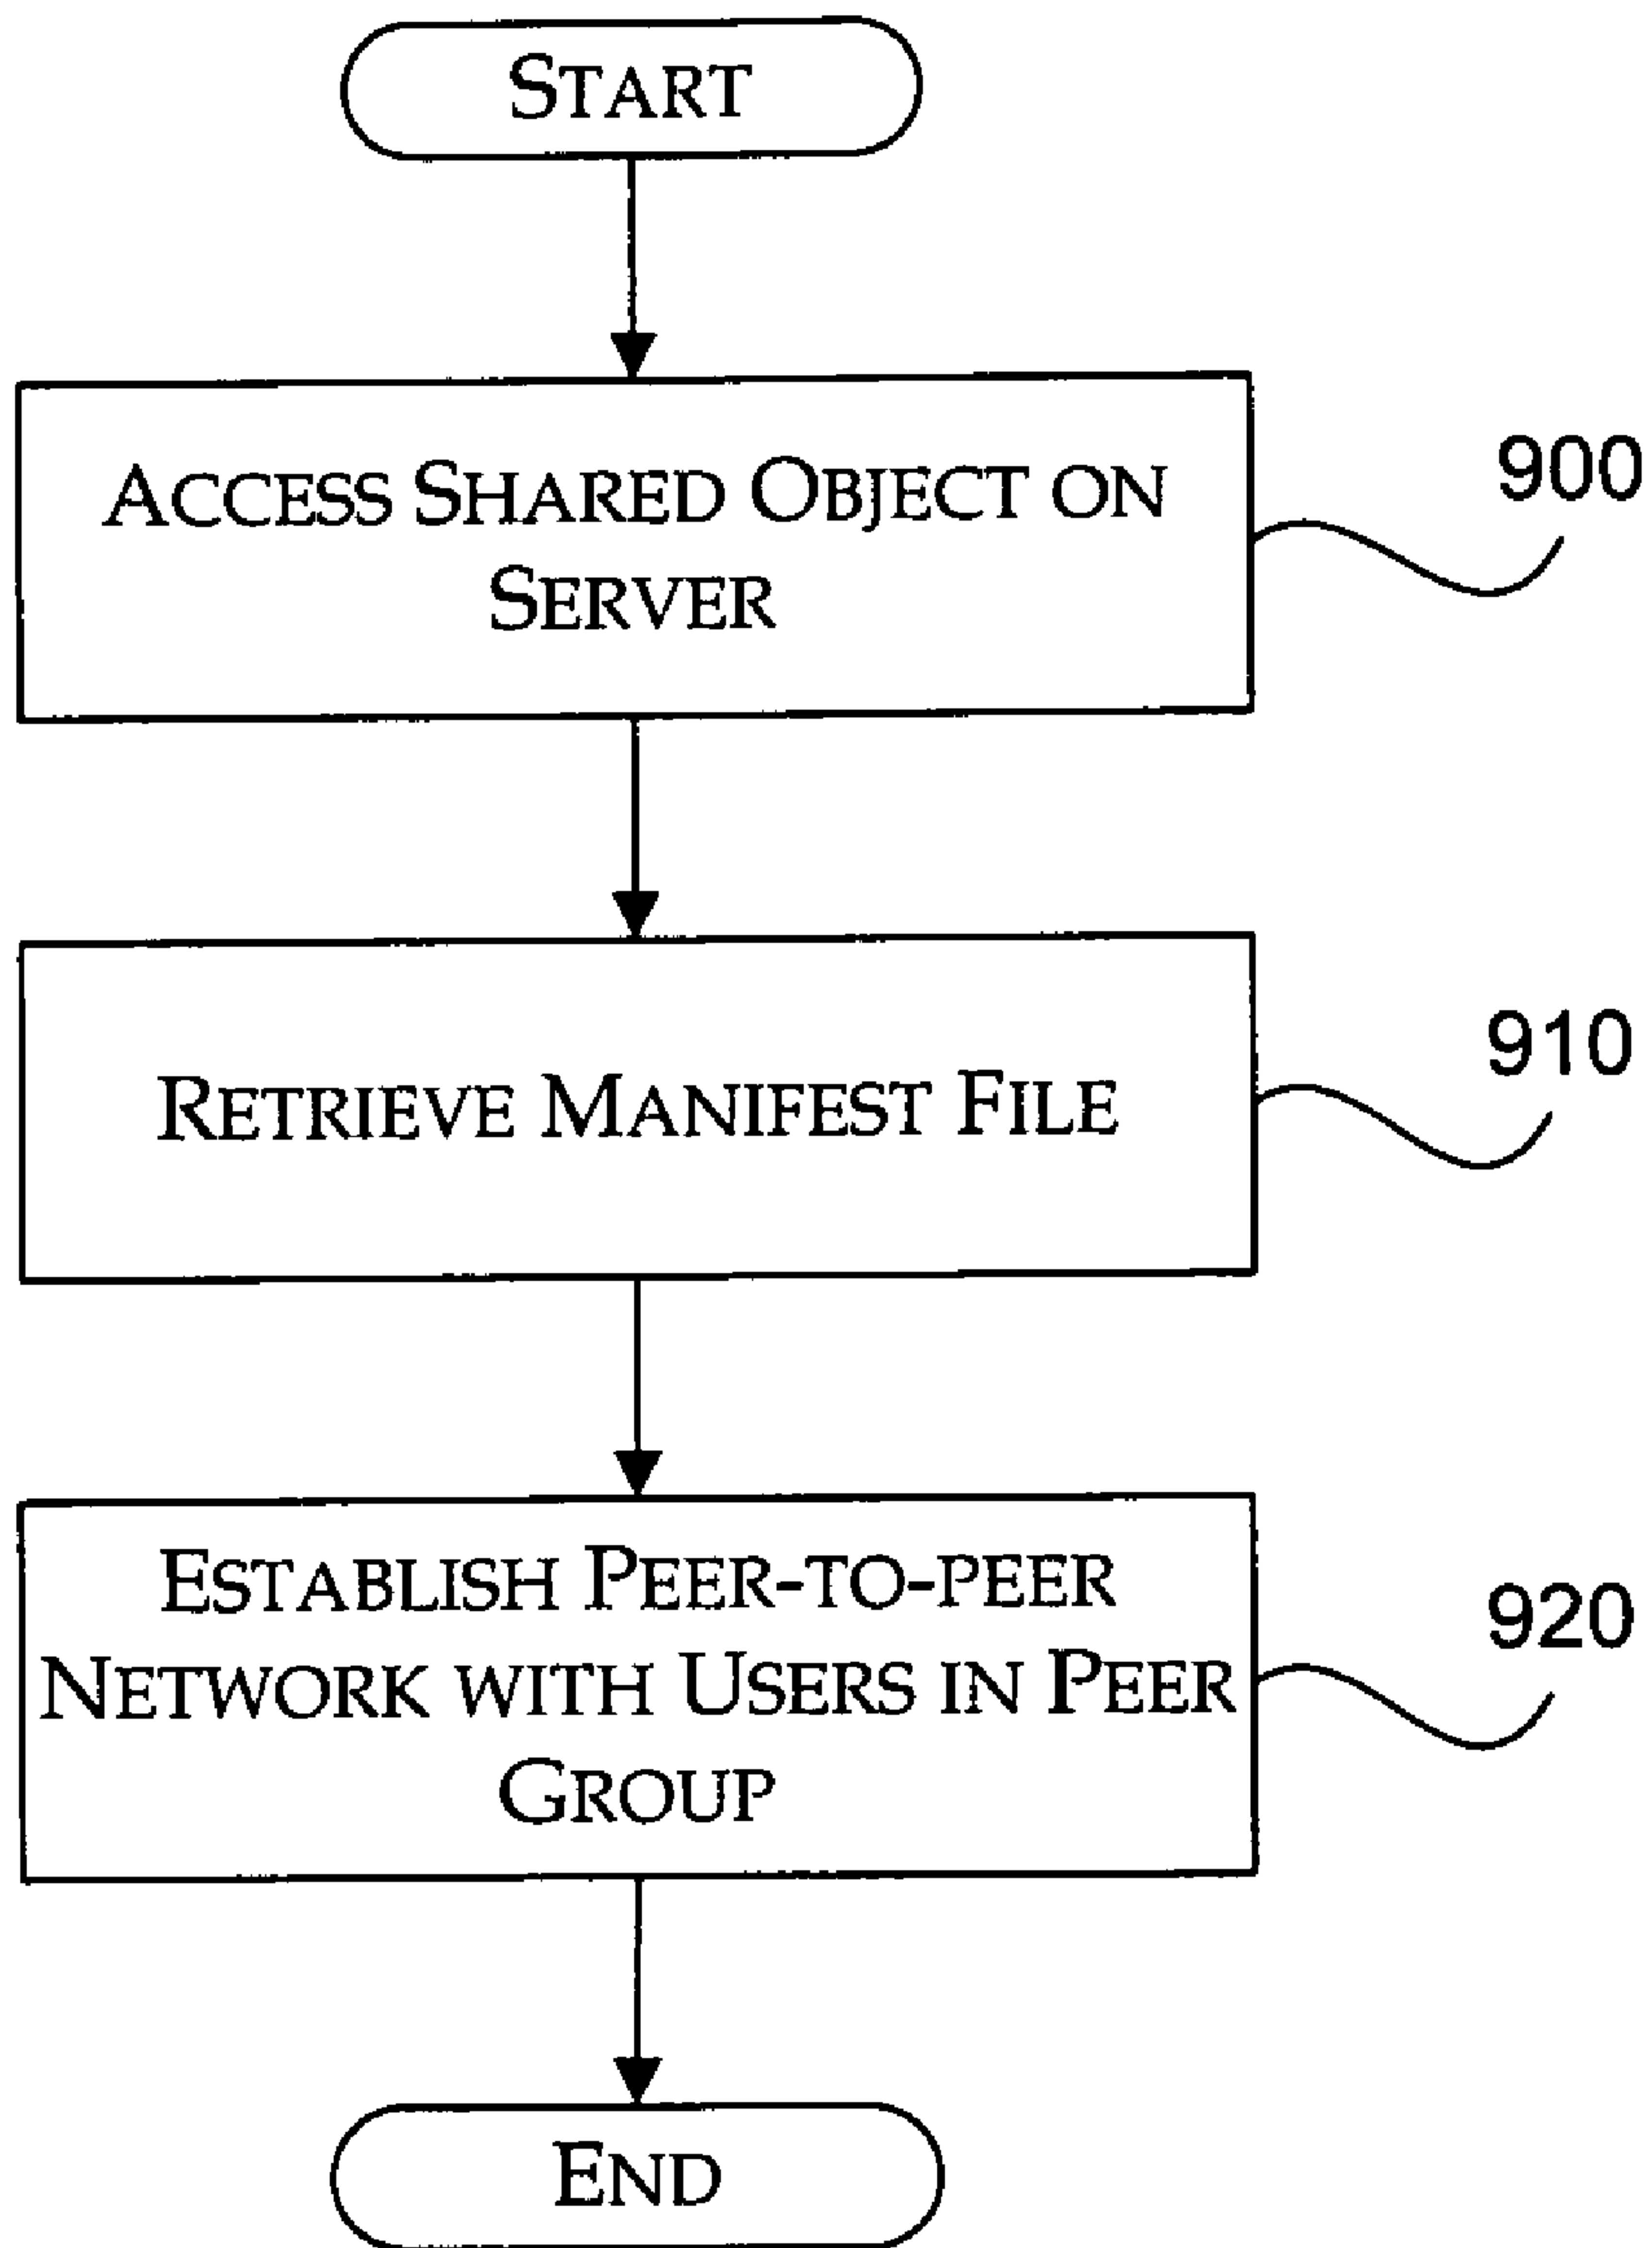 START
ACCESS SHARED OBJECT ON
SERVER
900
RETRIEVE MANIFEST FILE
910
ESTABLISH PEER-TO-PEER
NETWORK WITH USERS IN PEER
GROUP
920
END